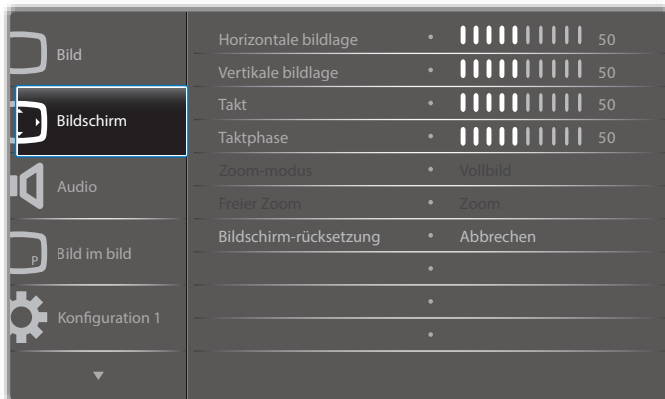 Bild
Bildschirm
Audio
P
Bild im bild
Konfiguration 1
Horizontale bildlage • 50
Vertikale bildlage • 50
Takt • 50
Taktphase • 50
Zoom-modus • Vollbild
Freier Zoom • Zoom
Bildschirm-rücksetzung • Abbrechen